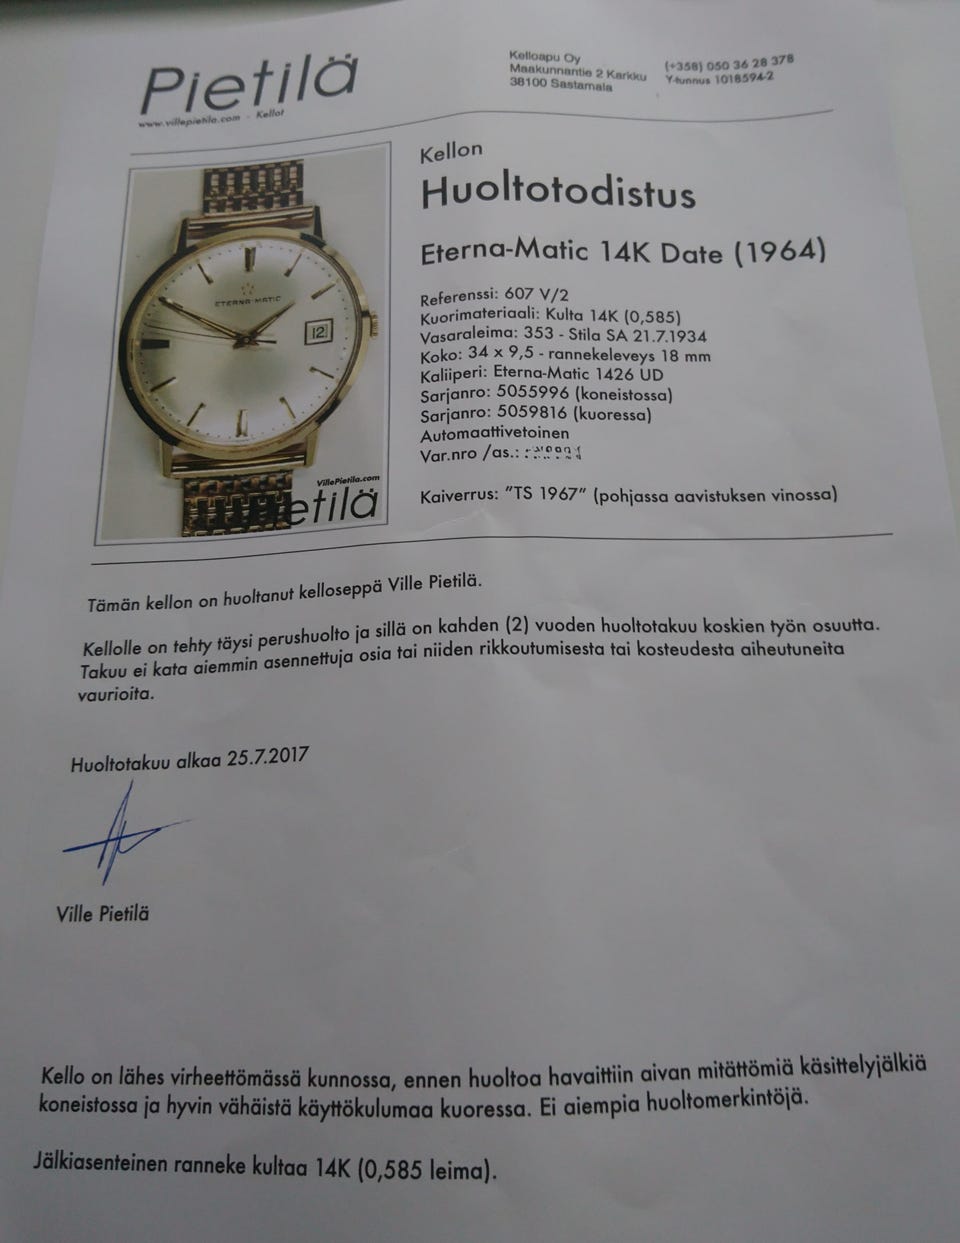 Pietilä
www.villepietila.com - Kellot
Kelloapu Oy
Maakunnantie 2 Karkku
38100 Sastamala
(+358) 050 36 28 378
Y-tunnus 1018594-2
ETERNA·MATIC
12
VillePietila.com
etilä
Kellon
Huoltotodistus
Eterna-Matic 14K Date (1964)
Referenssi: 607 V/2
Kuorimateriaali: Kulta 14K (0,585)
Vasaraleima: 353 - Stila SA 21.7.1934
Koko: 34 x 9,5 - rannekeleveys 18 mm
Kaliiperi: Eterna-Matic 1426 UD
Sarjanro: 5055996 (koneistossa)
Sarjanro: 5059816 (kuoressa)
Automaattivetoinen
Var.nro /as.:
Kaiverrus: ”TS 1967” (pohjassa aavistuksen vinossa)
Tämän kellon on huoltanut kelloseppä Ville Pietilä.
Kellolle on tehty täysi perushuolto ja sillä on kahden (2) vuoden huoltotakuu koskien työn osuutta.
Takuu ei kata aiemmin asennettuja osia tai niiden rikkoutumisesta tai kosteudesta aiheutuneita
vaurioita.
Huoltotakuu alkaa 25.7.2017
Ville Pietilä
Kello on lähes virheettömässä kunnossa, ennen huoltoa havaittiin aivan mitättömiä käsittelyjälkiä
koneistossa ja hyvin vähäistä käyttökulumaa kuoressa. Ei aiempia huoltomerkintöjä.
Jälkiasenteinen ranneke kultaa 14K (0,585 leima).